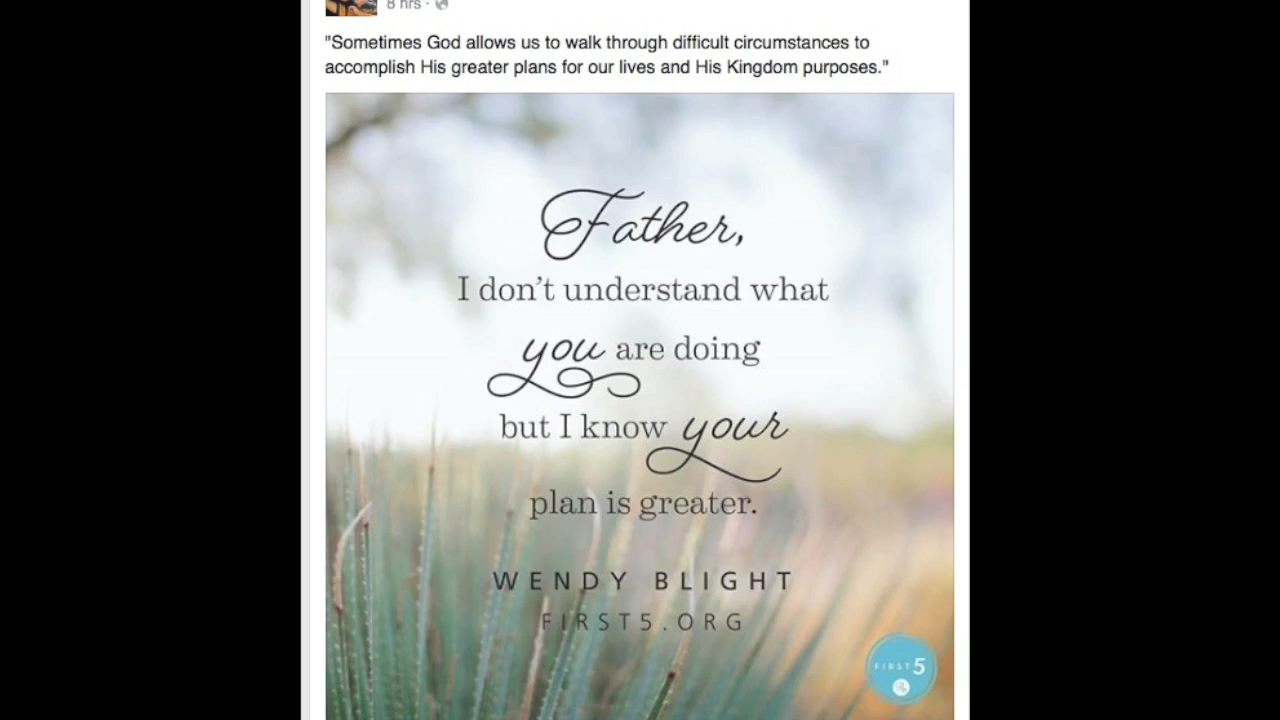 8 hrs ·
"Sometimes God allows us to walk through difficult circumstances to
accomplish His greater plans for our lives and His Kingdom purposes."
Father,
I don’t understand what
you are doing
but I know your
plan is greater.
WENDY BLIGHT
FIRST5.ORG
FIRST 5